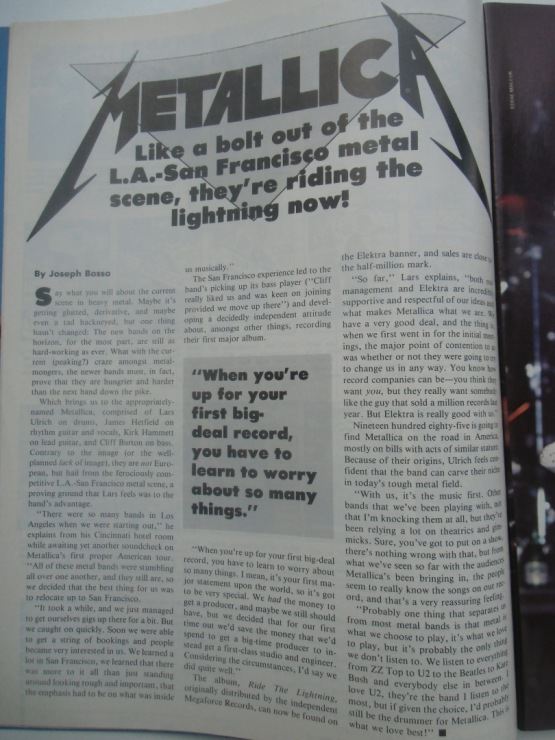 METALLICA
Like a bolt out of the
L.A.-San Francisco metal
scene, they're riding the
lightning now!
By Joseph Bosso
Say what you will about the current
scene in heavy metal. Maybe it's
getting glutted, derivative, and maybe
even a tad hackneyed; but one thing
hasn't changed: The new bands on the
horizon, for the most part, are still as
hard-working as ever. What with the cur-
rent (peaking?) craze amongst metal-
mongers, the newer bands must, in fact,
prove that they are hungrier and harder
than the next band down the pike.
Which brings us to the appropriately-
named Metallica, comprised of Lars
Ulrich on drums, James Hetfield on
rhythm guitar and vocals, Kirk Hammett
on lead guitar, and Cliff Burton on bass.
Contrary to the image (or the well-
planned lack of image), they are not Euro-
pean, but hail from the ferociously com-
petitive L.A.-San Francisco metal scene, a
proving ground that Lars feels was to the
band's advantage.
"There were so many bands in Los
Angeles when we were starting out," he
explains from his Cincinnati hotel room
while awaiting yet another soundcheck on
Metallica's first proper American tour.
"All of these metal bands were stumbling
all over one another, and they still are, so
we decided that the best thing for us was
to relocate up to San Francisco.
"It took a while, and we just managed
to get ourselves gigs up there for a bit. But
we caught on quickly. Soon we were able
to get a string of bookings and people
became very interested in us. We learned a
lot in San Francisco, we learned that there
was more to it all than just standing
around looking rough and important, that
the emphasis had to be on what was inside
us musically."
The San Francisco experience led to the
band's picking up its bass player ("Cliff
really liked us and was keen on joining
provided we move up there") and devel-
oping a decidedly independent attitude
about, amongst other things, recording
their first major album.
"When you're
up for your
first big-
deal record,
you have to
learn to worry
about so many
things."
"When you're up for your first big-deal
record, you have to learn to worry about
so many things. I mean, it's your first ma-
jor statement upon the world, so it's got
to be very special. We had the money to
get a producer, and maybe we still should
have, but we decided that for our first
time out we'd save the money that we'd
spend to get a big-time producer to in-
stead get a first-class studio and engineer.
Considering the circumstances, I'd say we
did quite well."
The album, Ride The Lightning,
originally distributed by the independent
Megaforce Records, can now be found on
the Elektra banner, and sales are close to
the half-million mark.
"So far," Lars explains, "both our
management and Elektra are incredibly
supportive and respectful of our ideas and
what makes Metallica what we are. We
have a very good deal, and the thing is,
when we first went in for the initial meet-
ings, the major point of contention to us
was whether or not they were going to try
to change us in any way. You know how
record companies can be—you think they
want you, but they really want somebody
like the guy that sold a million records last
year. But Elektra is really good with us."
Nineteen hundred eighty-five is going to
find Metallica on the road in America,
mostly on bills with acts of similar stature.
Because of their origins, Ulrich feels con-
fident that the band can carve their niche
in today's tough metal field.
"With us, it's the music first. Other
bands that we've been playing with, not
that I'm knocking them at all, but they've
been relying a lot on theatrics and gim-
micks. Sure, you've got to put on a show,
there's nothing wrong with that, but from
what we've seen so far with the audiences
Metallica's been bringing in, the people
seem to really know the songs on our rec-
ord, and that's a very reassuring feeling.
"Probably one thing that separates us
from most metal bands is that metal is
what we choose to play, it's what we love
to play, but it's probably the only thing
we don't listen to. We listen to everything
from ZZ Top to U2 to the Beatles to Kate
Bush and everybody else in between. I
love U2, they're the band I listen to the
most, but if given the choice, I'd probably
still be the drummer for Metallica. This is
what we love best!"